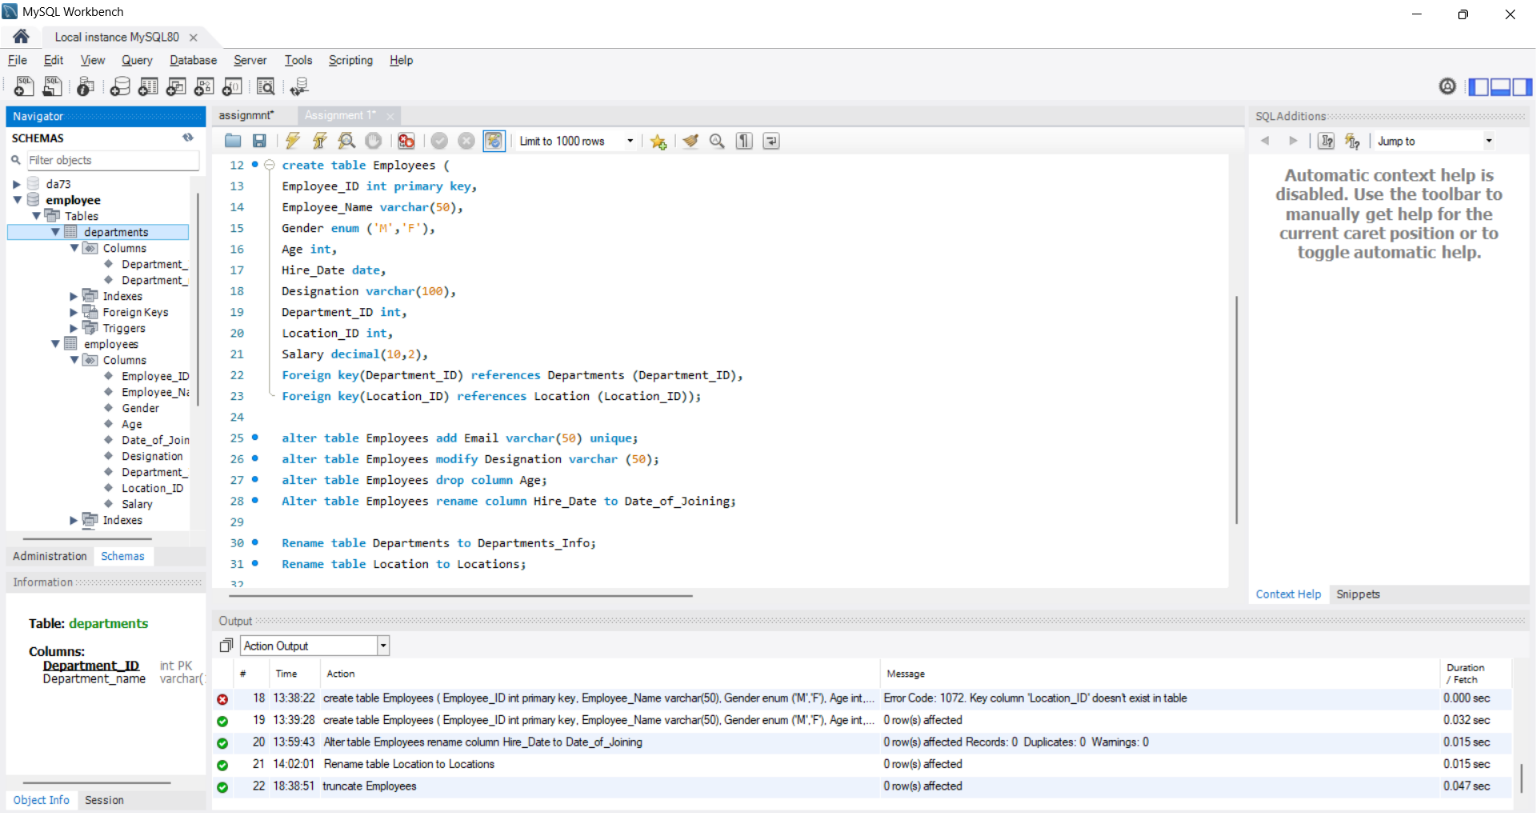 MySQL Workbench
Local instance MySQL80
File Edit View Query Database Server Tools Scripting Help
Navigator
SCHEMAS
Filter objects
da73
employee
Tables
departments
Columns
Department_
Department_
Indexes
Foreign Keys
Triggers
employees
Columns
Employee_ID
Employee_Na
Gender
Age
Date_of_Join
Designation
Department_
Location_ID
Salary
Indexes
Administration Schemas
Information
Table: departments
Columns:
Department_ID int PK
Department_name varchar(
Object Info Session
assignmnt* Assignment 1*
Limit to 1000 rows
12 create table Employees (
13 Employee_ID int primary key,
14 Employee_Name varchar(50),
15 Gender enum ('M','F'),
16 Age int,
17 Hire_Date date,
18 Designation varchar(100),
19 Department_ID int,
20 Location_ID int,
21 Salary decimal(10,2),
22 Foreign key(Department_ID) references Departments (Department_ID),
23 Foreign key(Location_ID) references Location (Location_ID));
24
25 alter table Employees add Email varchar(50) unique;
26 alter table Employees modify Designation varchar (50);
27 alter table Employees drop column Age;
28 Alter table Employees rename column Hire_Date to Date_of_Joining;
29
30 Rename table Departments to Departments_Info;
31 Rename table Location to Locations;
32
SQLAdditions
Jump to
Automatic context help is
disabled. Use the toolbar to
manually get help for the
current caret position or to
toggle automatic help.
Context Help Snippets
Output
Action Output
# Time Action Message Duration / Fetch
18 13:38:22 create table Employees ( Employee_ID int primary key, Employee_Name varchar(50), Gender enum ('M','F'), Age int,... Error Code: 1072. Key column 'Location_ID' doesn't exist in table 0.000 sec
19 13:39:28 create table Employees ( Employee_ID int primary key, Employee_Name varchar(50), Gender enum ('M','F'), Age int,... 0 row(s) affected 0.032 sec
20 13:59:43 Alter table Employees rename column Hire_Date to Date_of_Joining 0 row(s) affected Records: 0 Duplicates: 0 Warnings: 0 0.015 sec
21 14:02:01 Rename table Location to Locations 0 row(s) affected 0.015 sec
22 18:38:51 truncate Employees 0 row(s) affected 0.047 sec